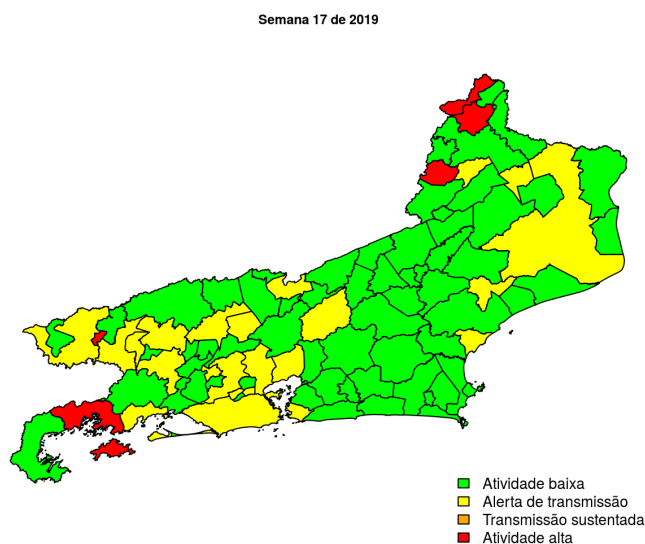 Semana 17 de 2019
Atividade baixa
Alerta de transmissão
Transmissão sustentada
Atividade alta